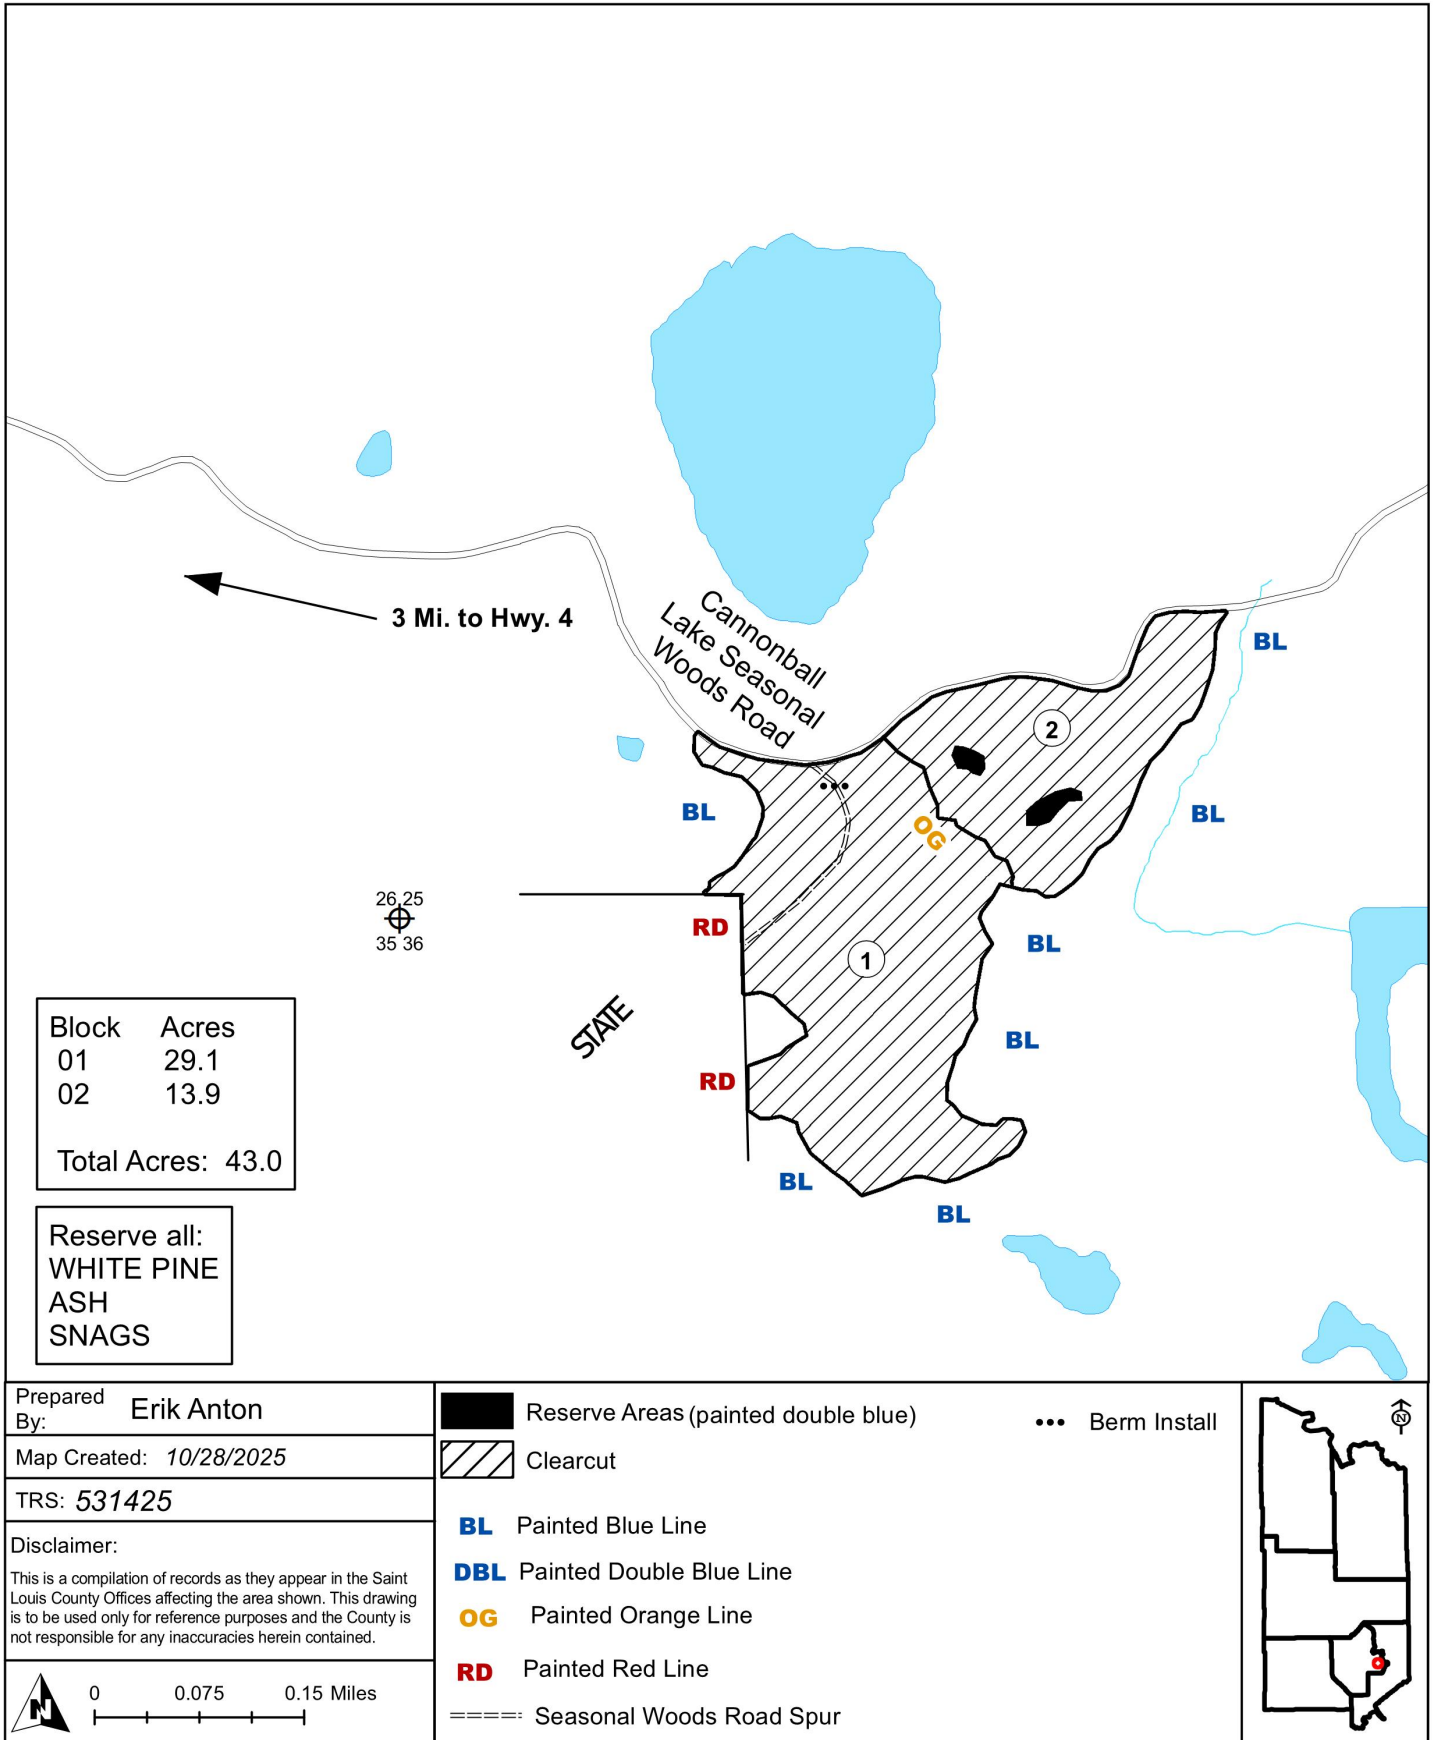 3 Mi. to Hwy. 4
Cannonball
Lake Seasonal
Woods Road
BL
2
BL
BL
OG
26 25
35 36
RD
1
BL
STATE
BL
RD
BL
BL
Block Acres
01 29.1
02 13.9
Total Acres: 43.0
Reserve all:
WHITE PINE
ASH
SNAGS
Prepared
By: Erik Anton
Map Created: 10/28/2025
TRS: 531425
Disclaimer:
This is a compilation of records as they appear in the Saint
Louis County Offices affecting the area shown. This drawing
is to be used only for reference purposes and the County is
not responsible for any inaccuracies herein contained.
N
0 0.075 0.15 Miles
Reserve Areas (painted double blue)
Clearcut
BL Painted Blue Line
DBL Painted Double Blue Line
OG Painted Orange Line
RD Painted Red Line
Seasonal Woods Road Spur
Berm Install
N